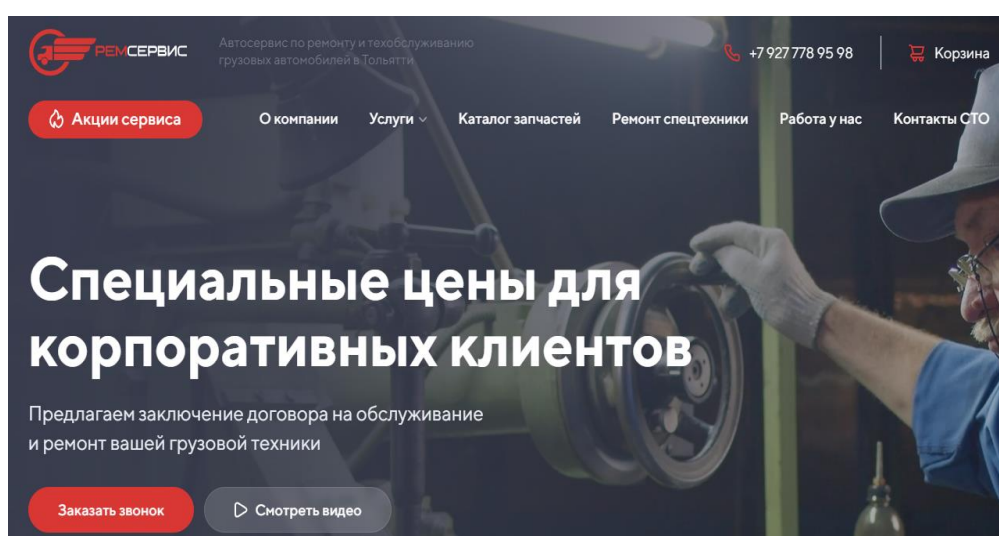 РЕМСЕРВИС
Автосервис по ремонту и техобслуживанию
грузовых автомобилей в Тольятти
+7 927 778 95 98
Корзина
Акции сервиса
О компании
Услуги
Каталог запчастей
Ремонт спецтехники
Работа у нас
Контакты СТО
Специальные цены для
корпоративных клиентов
Предлагаем заключение договора на обслуживание
и ремонт вашей грузовой техники
Заказать звонок
Смотреть видео